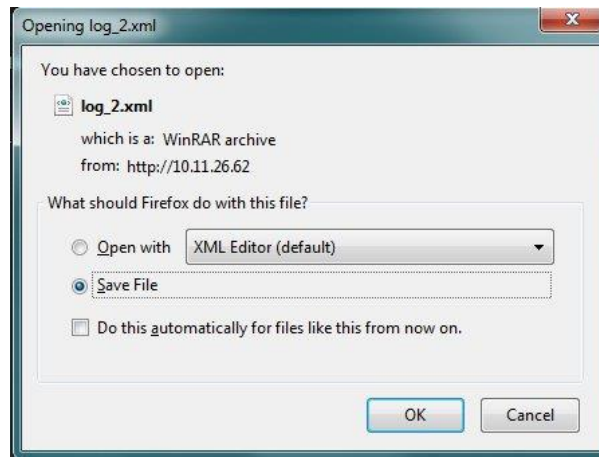 Opening log_2.xml
You have chosen to open:
log_2.xml
which is a: WinRAR archive
from: http://10.11.26.62
What should Firefox do with this file?
Open with XML Editor (default)
Save File
Do this automatically for files like this from now on.
OK Cancel